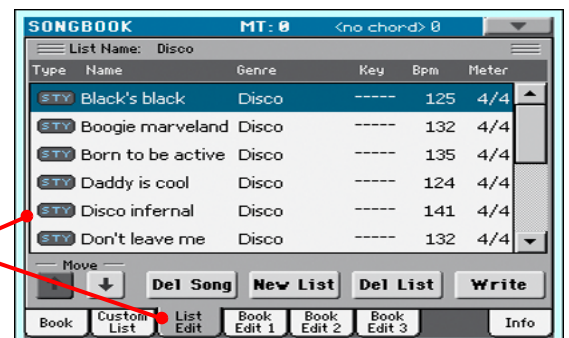 SONGBOOK MT: 0 <no chord> 0
List Name: Disco
Type Name Genre Key Bpm Meter
STY Black's black Disco ----- 125 4/4
STY Boogie marveland Disco ----- 132 4/4
STY Born to be active Disco ----- 135 4/4
STY Daddy is cool Disco ----- 124 4/4
STY Disco infernal Disco ----- 141 4/4
STY Don't leave me Disco ----- 132 4/4
Move
Del Song New List Del List Write
Book Custom List List Edit Book Edit 1 Book Edit 2 Book Edit 3 Info